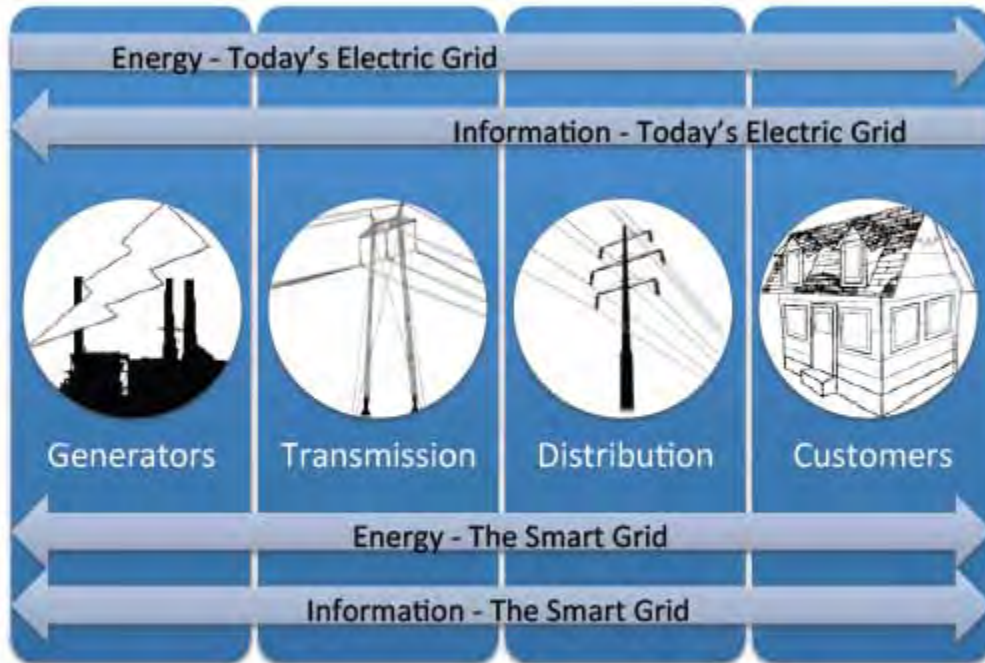 Energy - Today's Electric Grid
Information - Today's Electric Grid
Generators
Transmission
Distribution
Customers
Energy - The Smart Grid
Information - The Smart Grid